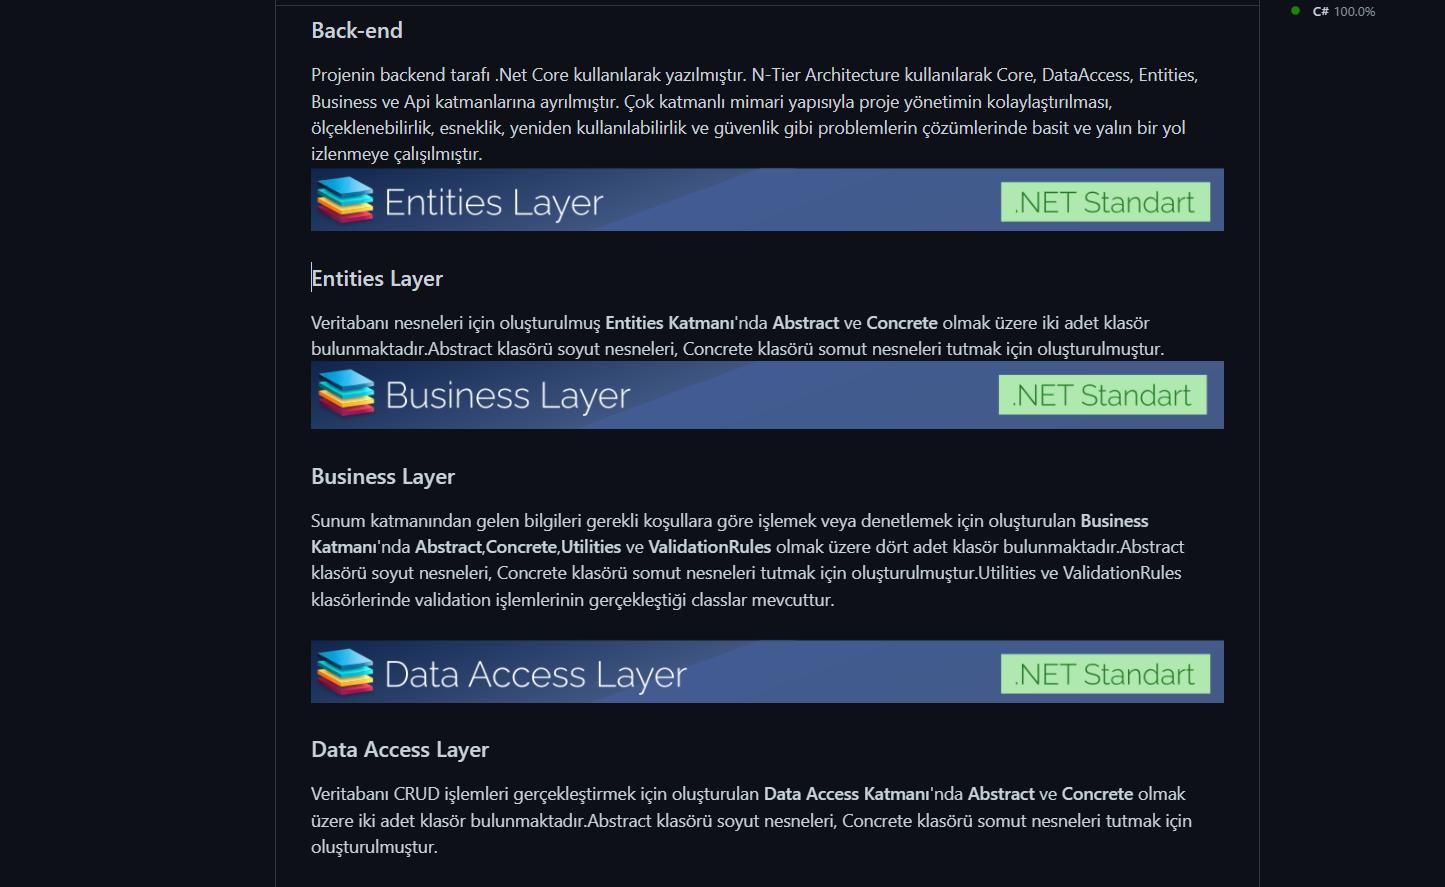 C# 100.0%
Back-end
Projenin backend tarafı .Net Core kullanılarak yazılmıştır. N-Tier Architecture kullanılarak Core, DataAccess, Entities,
Business ve Api katmanlarına ayrılmıştır. Çok katmanlı mimari yapısıyla proje yönetimin kolaylaştırılması,
ölçeklenebilirlik, esneklik, yeniden kullanılabilirlik ve güvenlik gibi problemlerin çözümlerinde basit ve yalın bir yol
izlenmeye çalışılmıştır.
Entities Layer .NET Standart
Entities Layer
Veritabanı nesneleri için oluşturulmuş Entities Katmanı'nda Abstract ve Concrete olmak üzere iki adet klasör
bulunmaktadır.Abstract klasörü soyut nesneleri, Concrete klasörü somut nesneleri tutmak için oluşturulmuştur.
Business Layer .NET Standart
Business Layer
Sunum katmanından gelen bilgileri gerekli koşullara göre işlemek veya denetlemek için oluşturulan Business
Katmanı'nda Abstract,Concrete,Utilities ve ValidationRules olmak üzere dört adet klasör bulunmaktadır.Abstract
klasörü soyut nesneleri, Concrete klasörü somut nesneleri tutmak için oluşturulmuştur.Utilities ve ValidationRules
klasörlerinde validation işlemlerinin gerçekleştiği classlar mevcuttur.
Data Access Layer .NET Standart
Data Access Layer
Veritabanı CRUD işlemleri gerçekleştirmek için oluşturulan Data Access Katmanı'nda Abstract ve Concrete olmak
üzere iki adet klasör bulunmaktadır.Abstract klasörü soyut nesneleri, Concrete klasörü somut nesneleri tutmak için
oluşturulmuştur.